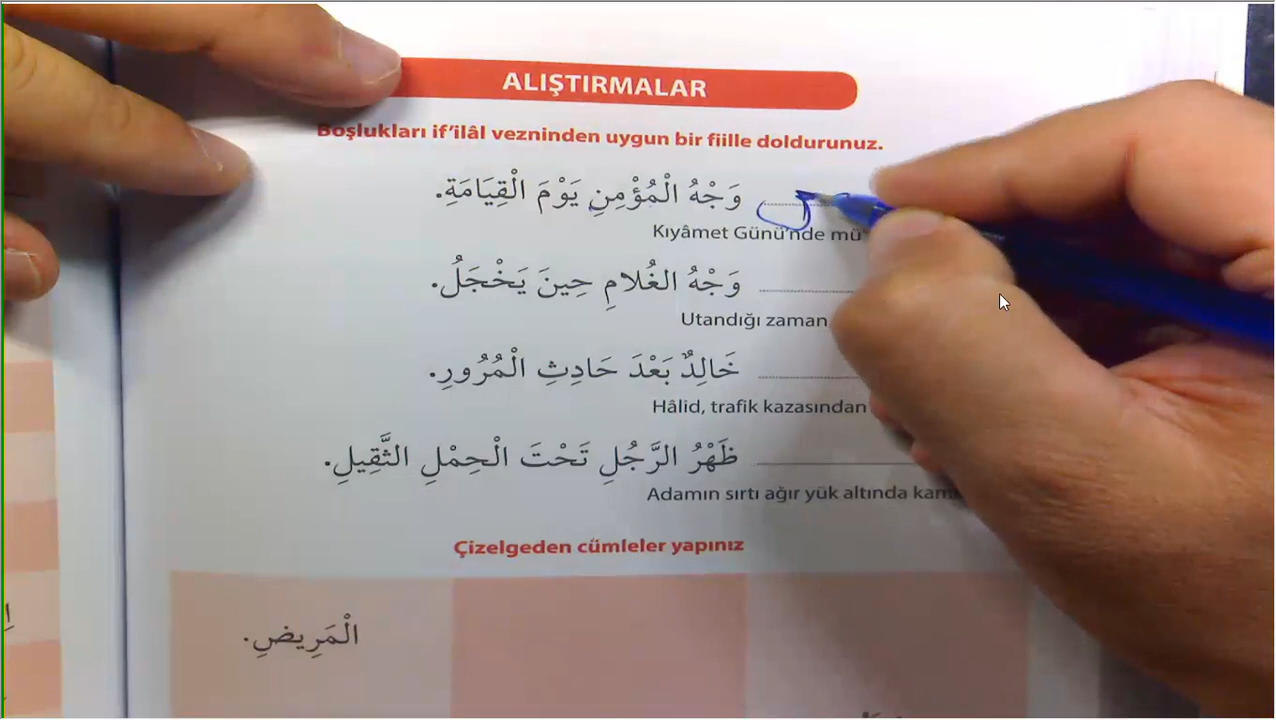 ALIŞTIRMALAR
Boşlukları if'ilâl vezninden uygun bir fiille doldurunuz.
وَجْهُ الْمُؤْمِنِ يَوْمَ الْقِيَامَةِ.
Kıyâmet Günü'nde
وَجْهُ الغُلَامِ حِينَ يَخْجَلُ.
Utandığı zaman
خَالِدٌ بَعْدَ حَادِثِ الْمُرُورِ.
Hâlid, trafik kazasından
ظَهْرُ الرَّجُلِ تَحْتَ الْحِمْلِ الثَّقِيلِ.
Adamın sırtı ağır yük altında
Çizelgeden cümleler yapınız
الْمَرِيضِ.